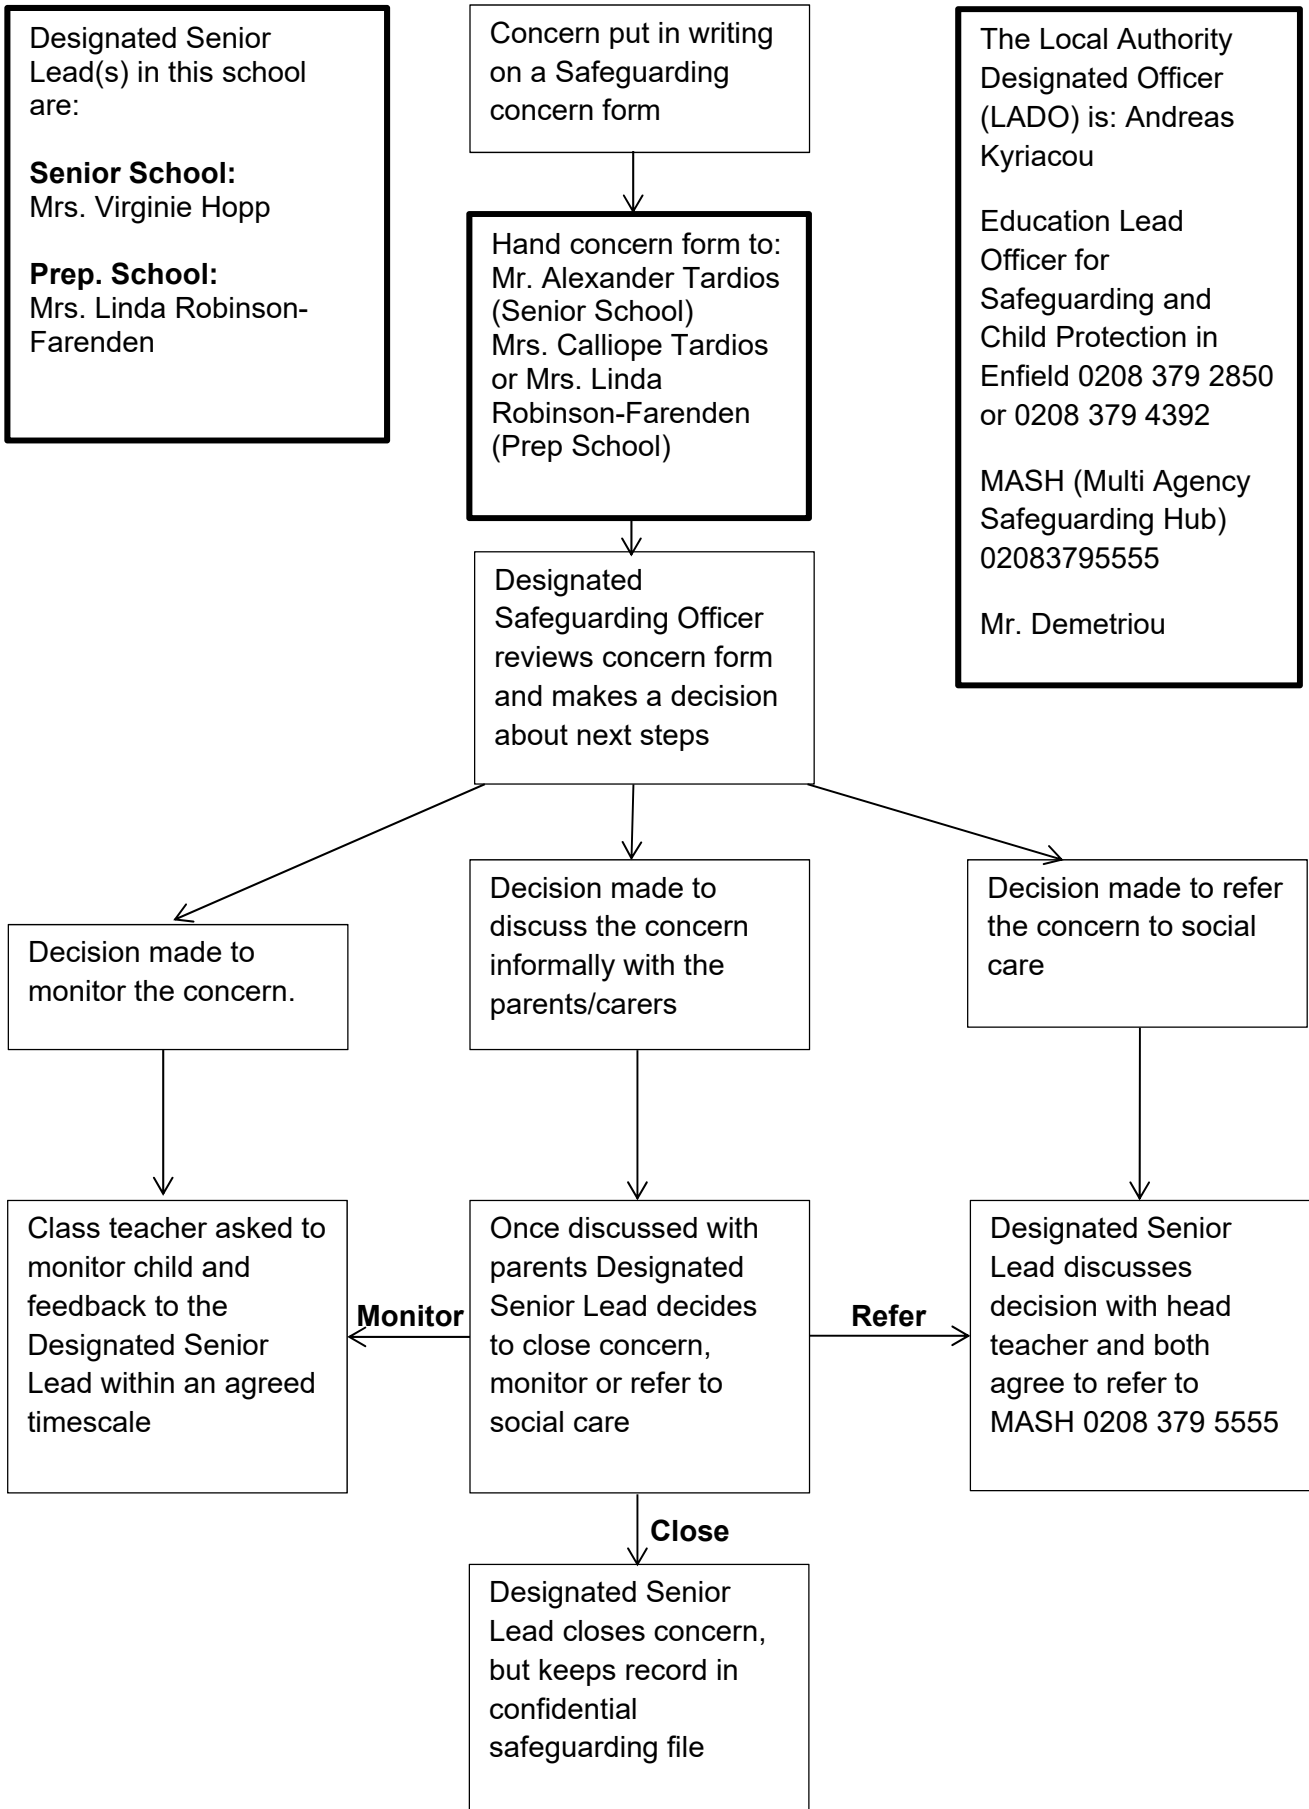 Designated Senior
Lead(s) in this school
are:
Senior School:
Mrs. Virginie Hopp
Prep. School:
Mrs. Linda Robinson-
Farenden
Concern put in writing
on a Safeguarding
concern form
The Local Authority
Designated Officer
(LADO) is: Andreas
Kyriacou
Education Lead
Officer for
Safeguarding and
Child Protection in
Enfield 0208 379 2850
or 0208 379 4392
MASH (Multi Agency
Safeguarding Hub)
02083795555
Mr. Demetriou
Hand concern form to:
Mr. Alexander Tardios
(Senior School)
Mrs. Calliope Tardios
or Mrs. Linda
Robinson-Farenden
(Prep School)
Designated
Safeguarding Officer
reviews concern form
and makes a decision
about next steps
Decision made to
monitor the concern.
Decision made to
discuss the concern
informally with the
parents/carers
Decision made to refer
the concern to social
care
Class teacher asked to
monitor child and
feedback to the
Designated Senior
Lead within an agreed
timescale
Monitor
Once discussed with
parents Designated
Senior Lead decides
to close concern,
monitor or refer to
social care
Refer
Designated Senior
Lead discusses
decision with head
teacher and both
agree to refer to
MASH 0208 379 5555
Close
Designated Senior
Lead closes concern,
but keeps record in
confidential
safeguarding file